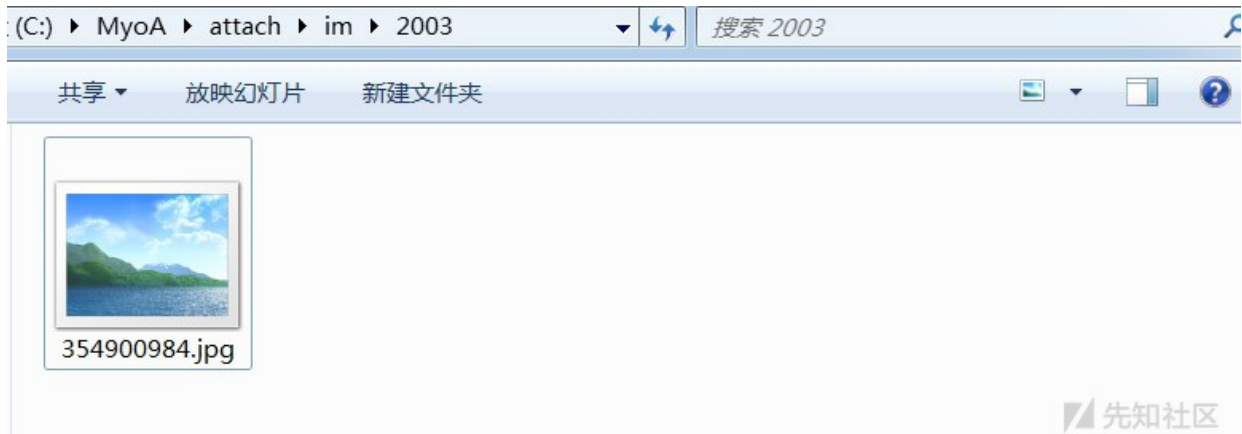 (C:) ▸ MyoA ▸ attach ▸ im ▸ 2003 搜索 2003
共享 放映幻灯片 新建文件夹
354900984.jpg
先知社区